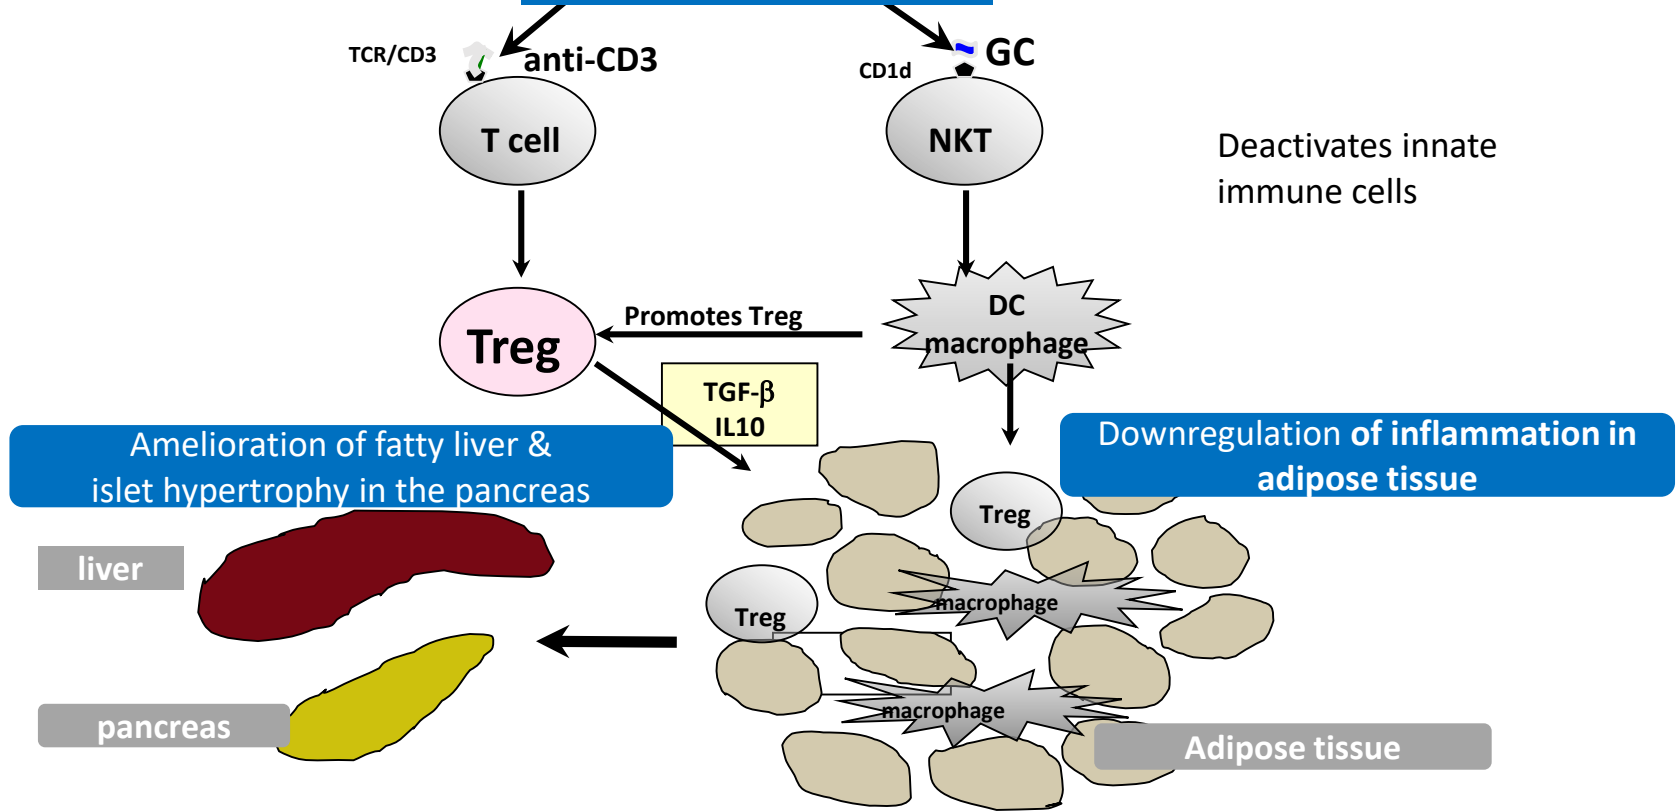 TCR/CD3
anti-CD3
GC
CD1d
T cell
NKT
Deactivates innate
immune cells
DC
macrophage
Promotes Treg
Treg
TGF-β
IL10
Amelioration of fatty liver &
islet hypertrophy in the pancreas
Downregulation of inflammation in
adipose tissue
Treg
liver
macrophage
Treg
pancreas
macrophage
Adipose tissue